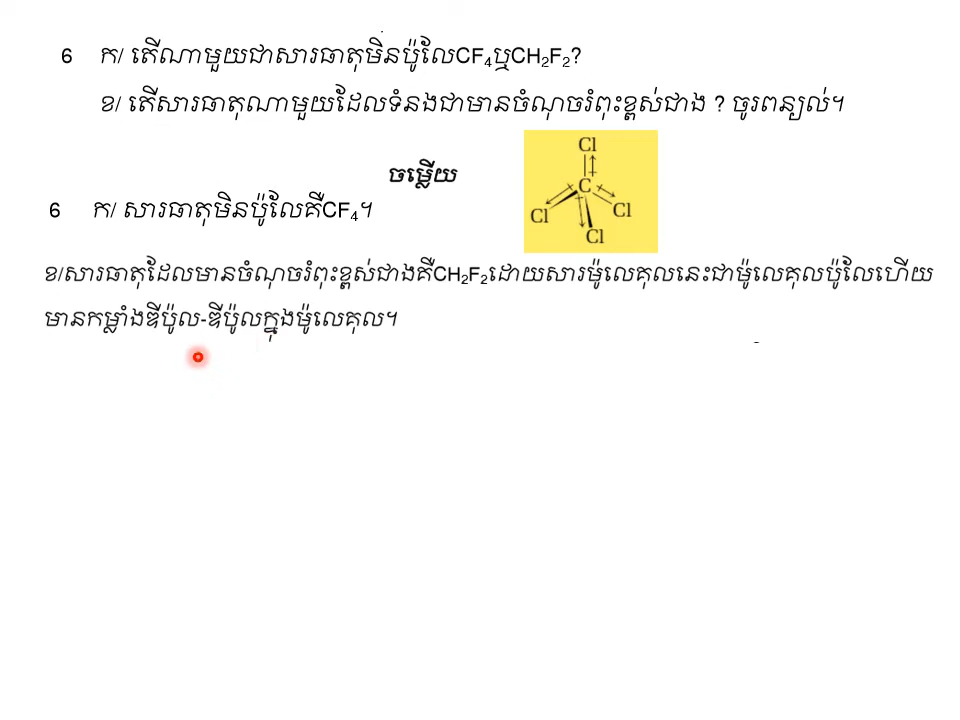 6 ក/ តើណាមួយជាសារធាតុមិនប៉ូលែCF4ឬCH2F2?
ខ/ តើសារធាតុណាមួយដែលទំនងជាមានចំណុចរំពុះខ្ពស់ជាង ? ចូរពន្យល់។
ចម្លើយ
6 ក/ សារធាតុមិនប៉ូលែគឺCF4។
Cl
C
Cl
Cl
Cl
ខ/សារធាតុដែលមានចំណុចរំពុះខ្ពស់ជាងគឺCH2F2ដោយសារម៉ូលេគុលនេះជាម៉ូលេគុលប៉ូលែហើយ
មានកម្លាំងឌីប៉ូល-ឌីប៉ូលក្នុងម៉ូលេគុល។